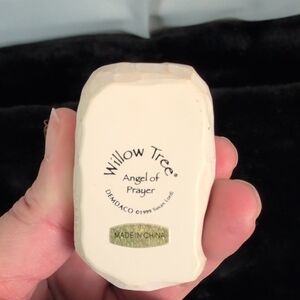 Willow Tree®
Angel of
Prayer
DEMDACO ©1999 Susan Lordi
MADE IN CHINA